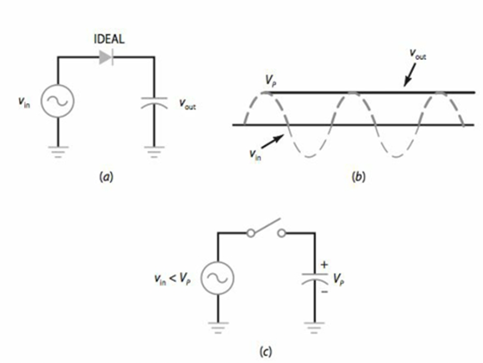 IDEAL
vin
vout
(a)
VP
vout
vin
(b)
vin < VP
+
VP
–
(c)